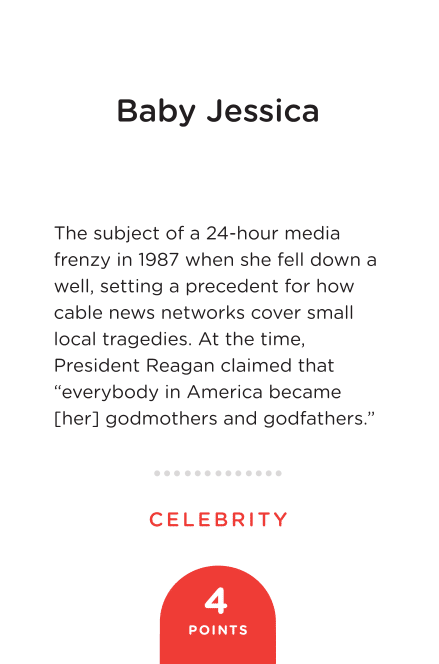 Baby Jessica
The subject of a 24-hour media
frenzy in 1987 when she fell down a
well, setting a precedent for how
cable news networks cover small
local tragedies. At the time,
President Reagan claimed that
“everybody in America became
[her] godmothers and godfathers.”
CELEBRITY
4
POINTS